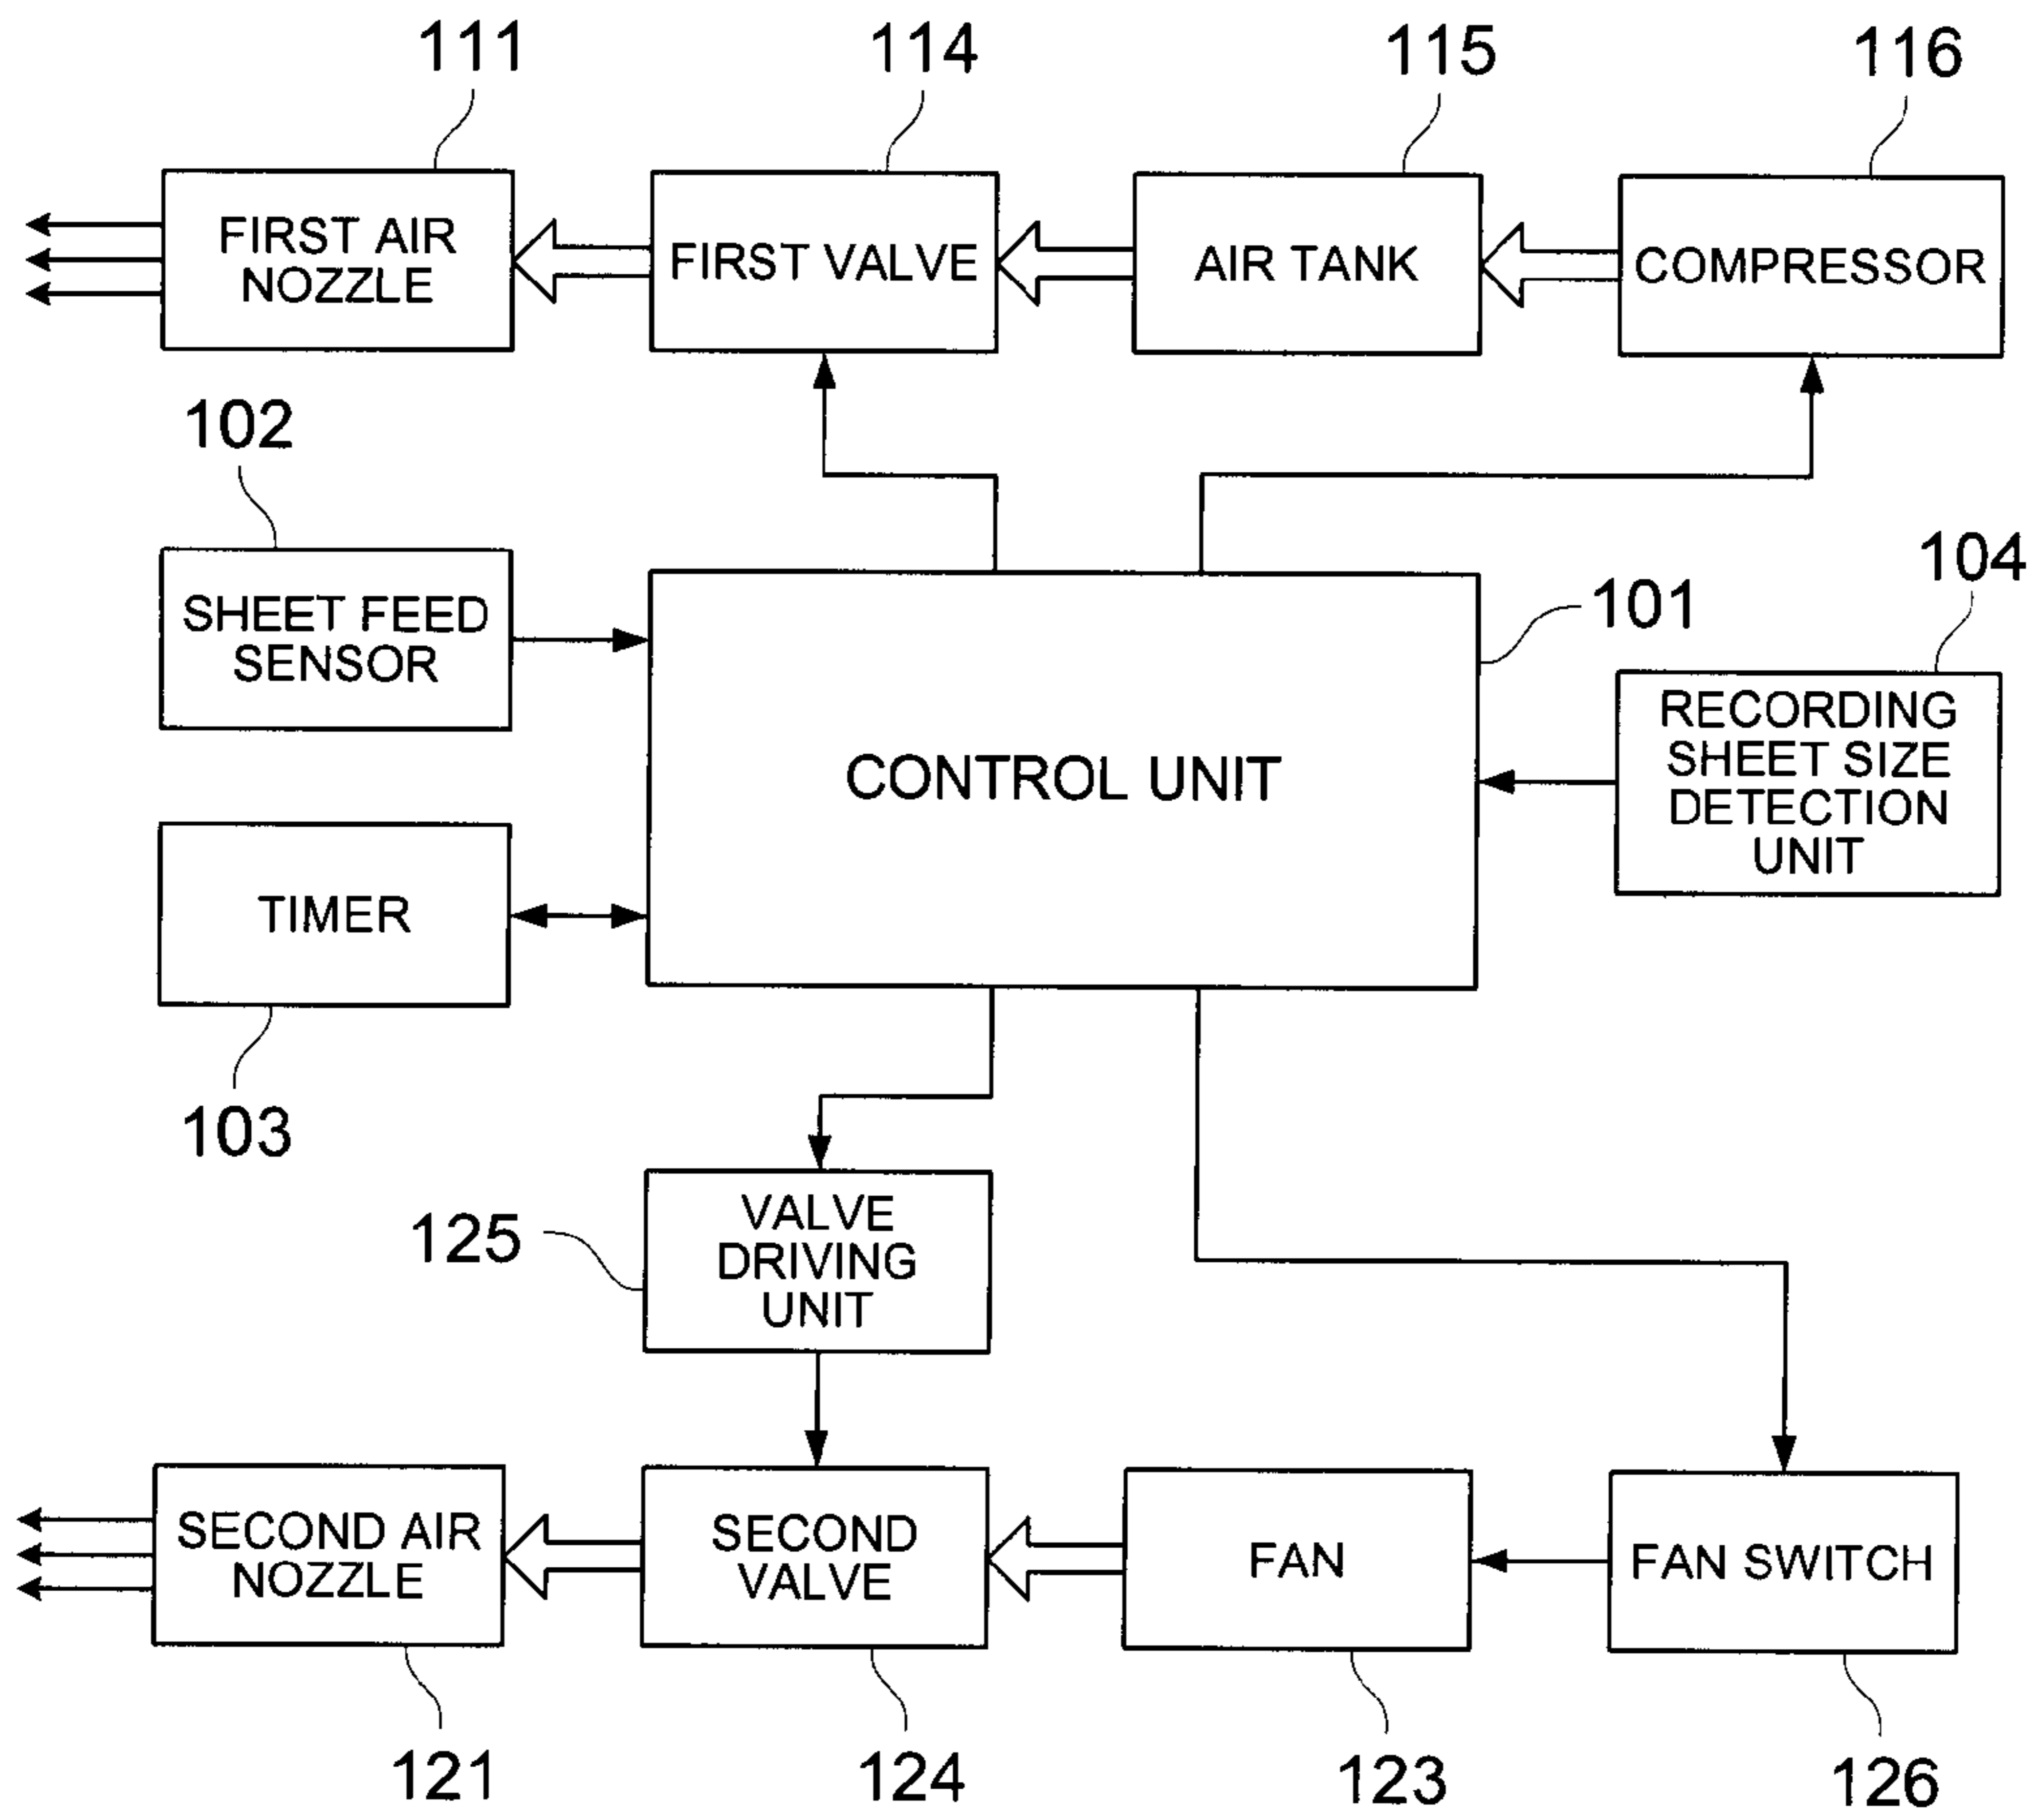 111
114
115
116
FIRST AIR
NOZZLE
FIRST VALVE
AIR TANK
COMPRESSOR
102
104
101
SHEET FEED
SENSOR
CONTROL UNIT
RECORDING
SHEET SIZE
DETECTION
UNIT
TIMER
103
125
VALVE
DRIVING
UNIT
SECOND AIR
NOZZLE
SECOND
VALVE
FAN
FAN SWITCH
121
124
123
126